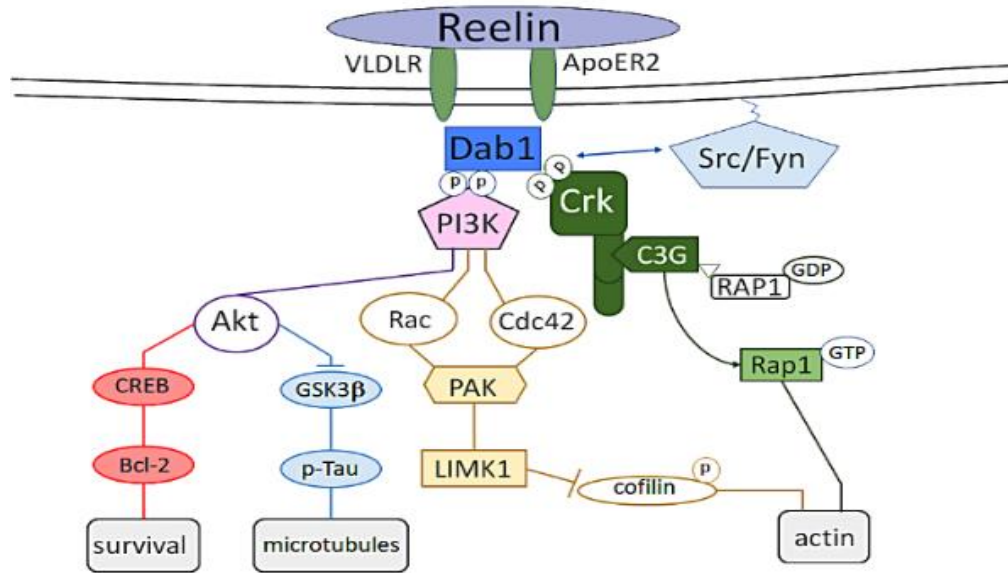 Reelin
VLDLR
ApoER2
Dab1
Src/Fyn
p p
p p
Crk
PI3K
C3G
GDP
RAP1
Akt
Rac
Cdc42
GTP
Rap1
CREB
GSK3β
PAK
Bcl-2
p-Tau
LIMK1
p
cofilin
survival
microtubules
actin